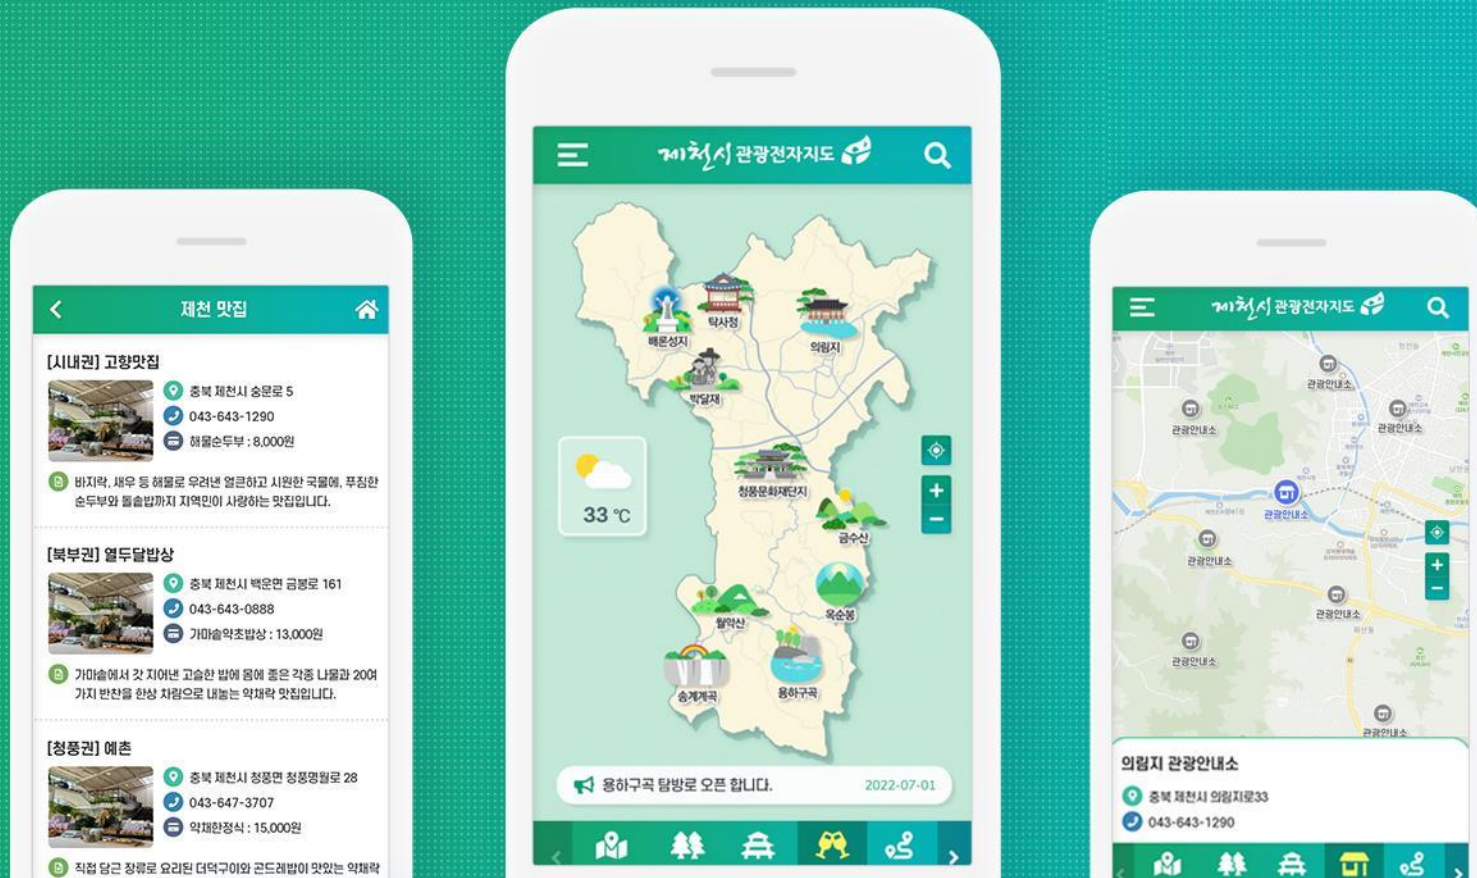 제천 맛집
[시내권] 고향맛집
충북 제천시 숭문로 5
043-643-1290
해물순두부 : 8,000원
바지락, 새우 등 해물로 우려낸 얼큰하고 시원한 국물에, 푸짐한
순두부와 돌솥밥까지 지역민이 사랑하는 맛집입니다.
[북부권] 열두달밥상
충북 제천시 백운면 금봉로 161
043-643-0888
가마솥약초밥상 : 13,000원
가마솥에서 갓 지어낸 고슬한 밥에 몸에 좋은 각종 나물과 20여
가지 반찬을 한상 차림으로 내놓는 약채락 맛집입니다.
[청풍권] 예촌
충북 제천시 청풍면 청풍명월로 28
043-647-3707
약채한정식 : 15,000원
직접 담근 장류로 요리된 더덕구이와 곤드레밥이 맛있는 약채락
제천시 관광전자지도
탁사정
배론성지
의림지
박달재
청풍문화재단지
33 ℃
금수산
옥순봉
월악산
송계계곡
용하구곡
용하구곡 탐방로 오픈 합니다.
2022-07-01
제천시 관광전자지도
관광안내소
관광안내소
관광안내소
관광안내소
관광안내소
관광안내소
관광안내소
관광안내소
의림지 관광안내소
충북 제천시 의림지로33
043-643-1290